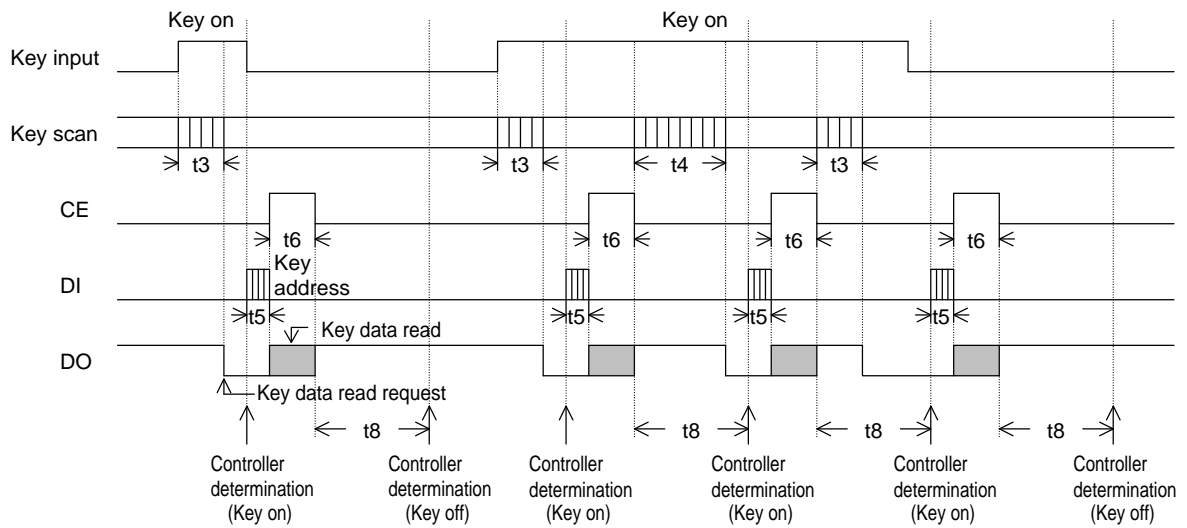 Key on
Key on
Key input
Key scan
t3
t3
t4
t3
CE
t6
t6
t6
t6
Key
address
DI
t5
t5
t5
t5
Key data read
DO
Key data read request
t8
t8
t8
t8
Controller
determination
(Key on)
Controller
determination
(Key off)
Controller
determination
(Key on)
Controller
determination
(Key on)
Controller
determination
(Key on)
Controller
determination
(Key off)